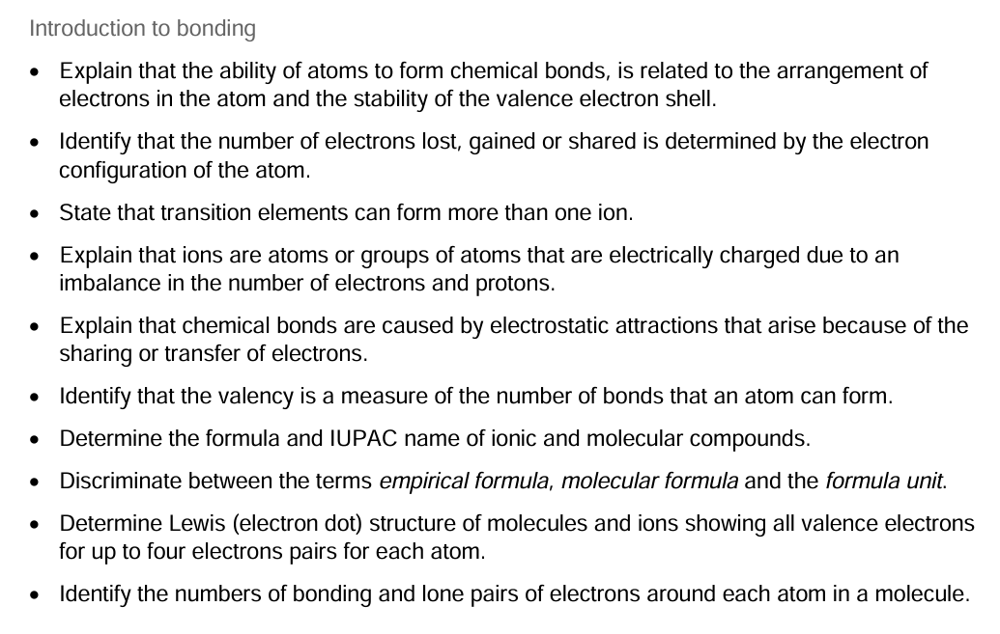 Introduction to bonding
• Explain that the ability of atoms to form chemical bonds, is related to the arrangement of
electrons in the atom and the stability of the valence electron shell.
• Identify that the number of electrons lost, gained or shared is determined by the electron
configuration of the atom.
• State that transition elements can form more than one ion.
• Explain that ions are atoms or groups of atoms that are electrically charged due to an
imbalance in the number of electrons and protons.
• Explain that chemical bonds are caused by electrostatic attractions that arise because of the
sharing or transfer of electrons.
• Identify that the valency is a measure of the number of bonds that an atom can form.
• Determine the formula and IUPAC name of ionic and molecular compounds.
• Discriminate between the terms empirical formula, molecular formula and the formula unit.
• Determine Lewis (electron dot) structure of molecules and ions showing all valence electrons
for up to four electrons pairs for each atom.
• Identify the numbers of bonding and lone pairs of electrons around each atom in a molecule.